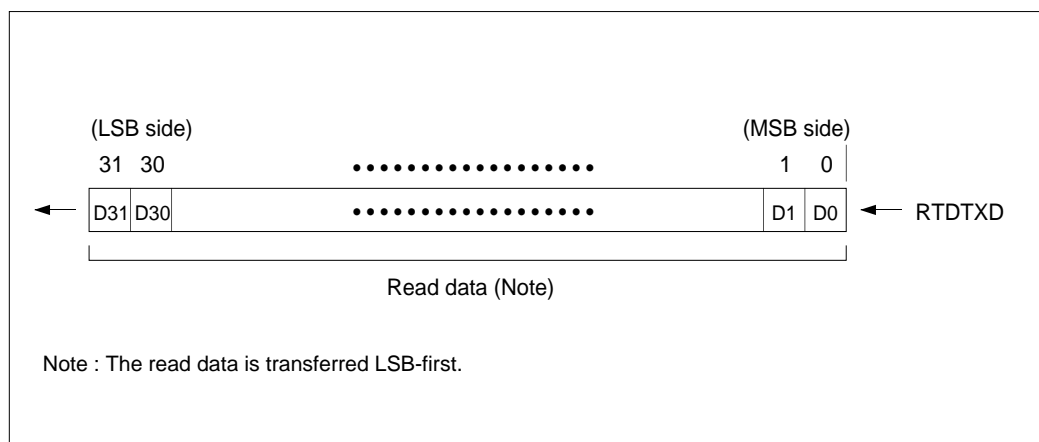 (LSB side) (MSB side)
31 30 •••••••••••••••••• 1 0
D31 D30 •••••••••••••••••• D1 D0 RTDTXD
Read data (Note)
Note : The read data is transferred LSB-first.